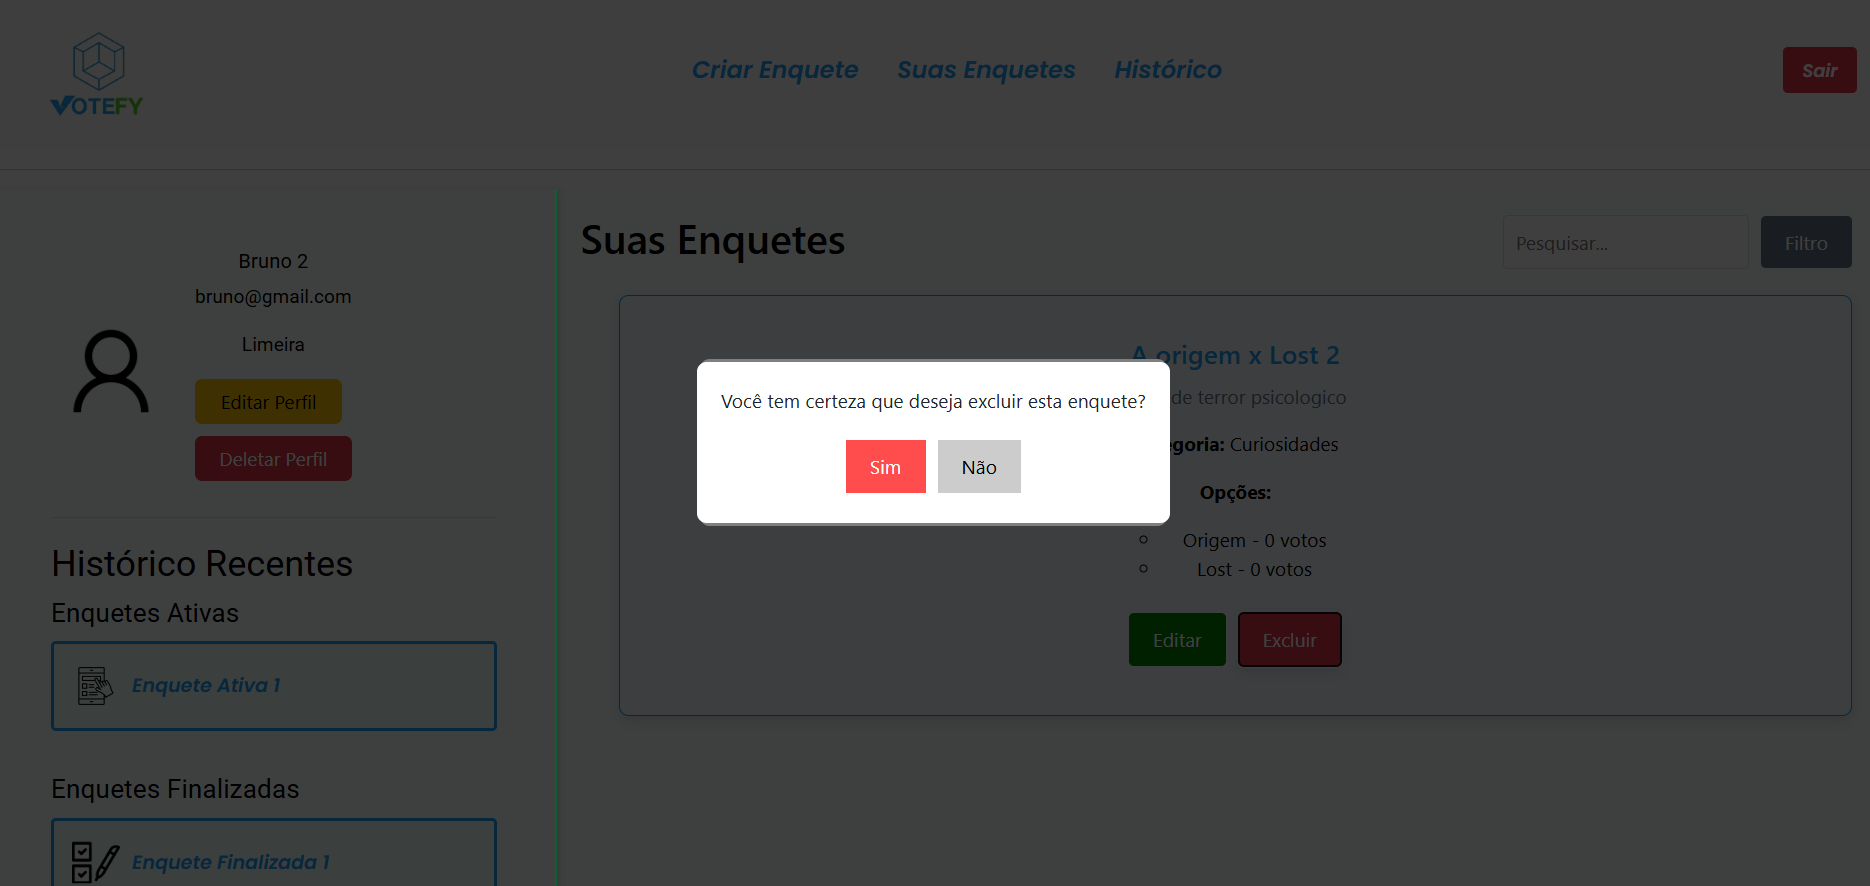 VOTEFY
Criar Enquete
Suas Enquetes
Histórico
Sair
Bruno 2
bruno@gmail.com
Limeira
Editar Perfil
Deletar Perfil
Histórico Recentes
Enquetes Ativas
Enquete Ativa 1
Enquetes Finalizadas
Enquete Finalizada 1
Suas Enquetes
Pesquisar...
Filtro
A origem x Lost 2
de terror psicologico
egoria: Curiosidades
Opções:
Origem - 0 votos
Lost - 0 votos
Editar
Excluir
Você tem certeza que deseja excluir esta enquete?
Sim
Não